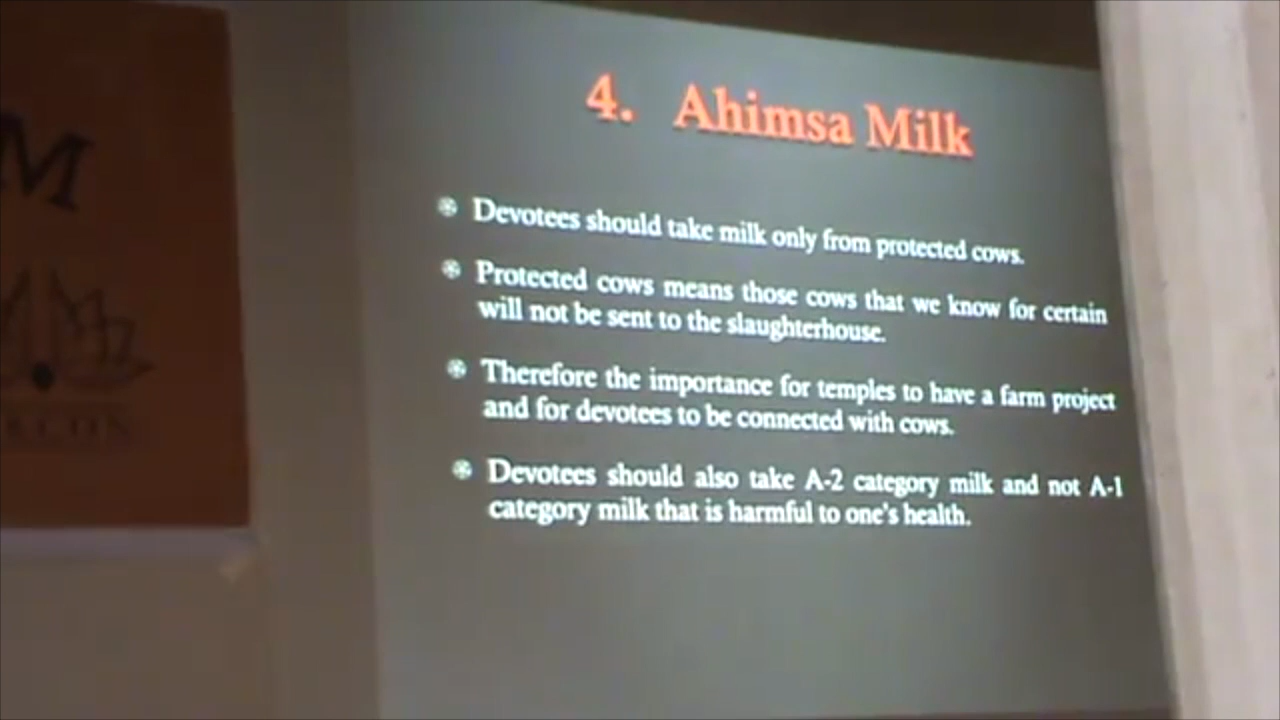 M
4. Ahimsa Milk
Devotees should take milk only from protected cows.
Protected cows means those cows that we know for certain
will not be sent to the slaughterhouse.
Therefore the importance for temples to have a farm project
and for devotees to be connected with cows.
Devotees should also take A-2 category milk and not A-1
category milk that is harmful to one's health.